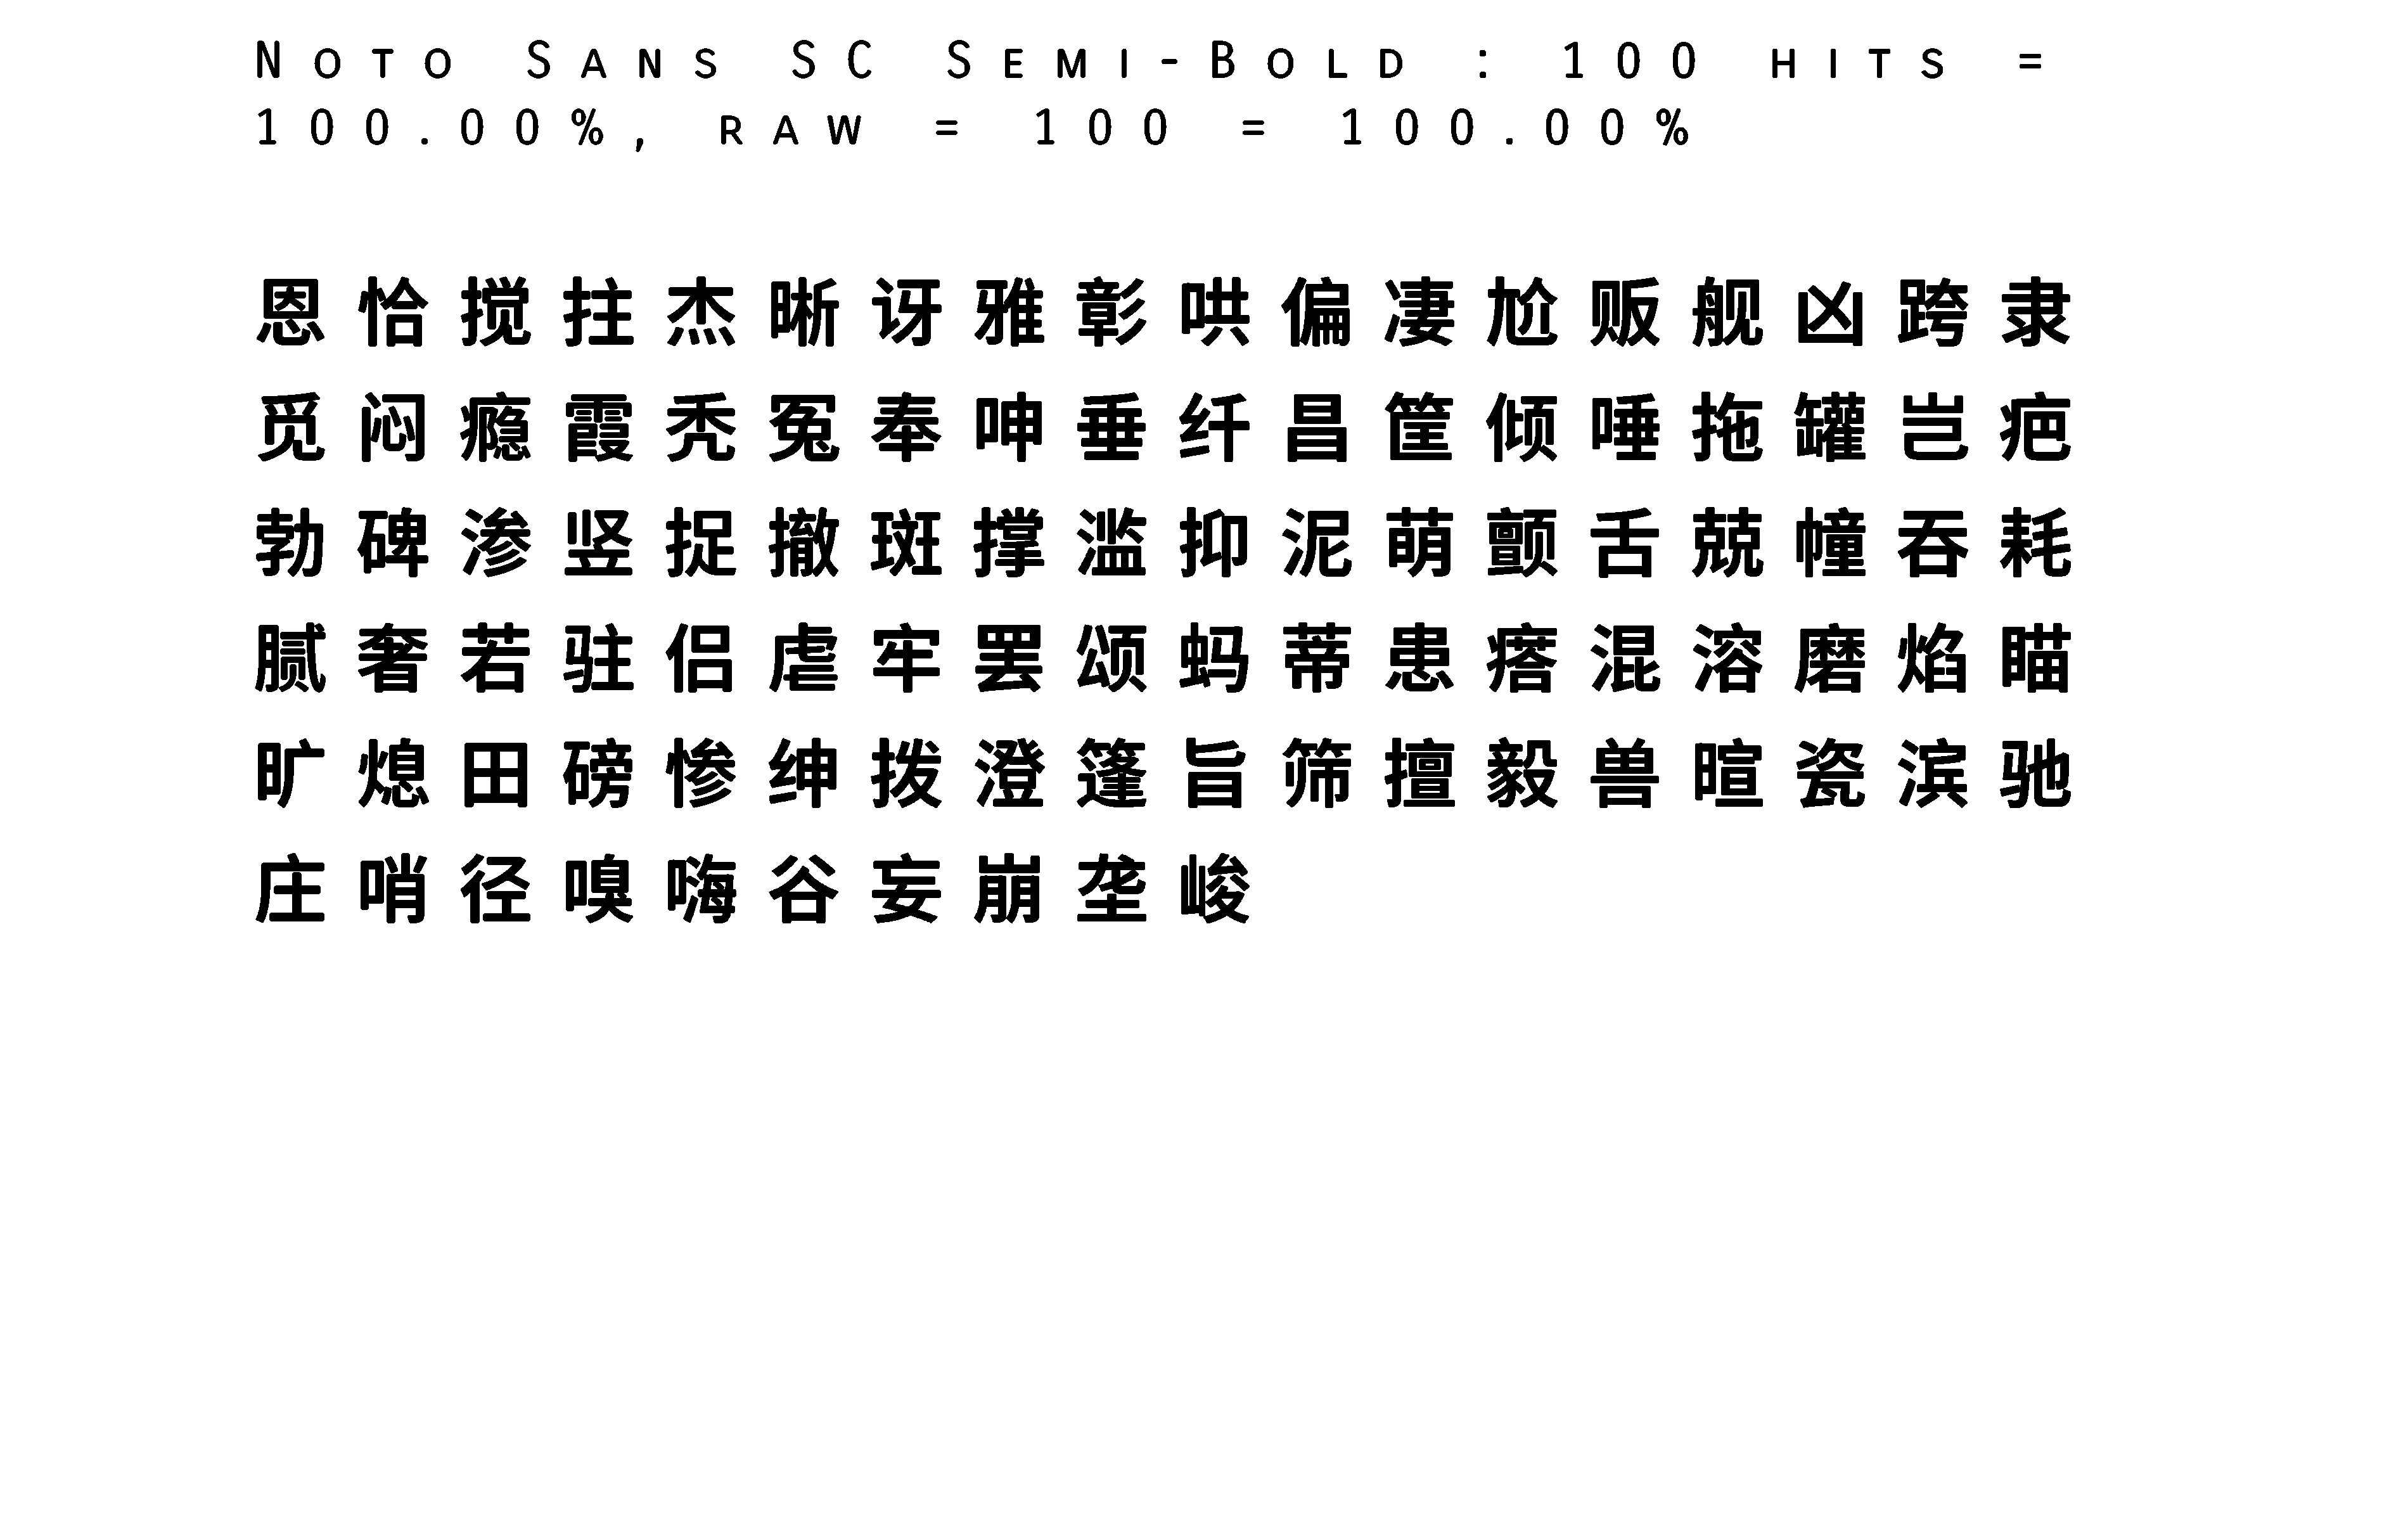 Noto Sans SC Semi-Bold : 100 hits =
100.00%, raw = 100 = 100.00%
恩恰搅拄杰晰讶雅彰哄偏凄尬贩舰凶跨隶
觅闷瘾霞秃冤奉呻垂纤昌筐倾唾拖罐岂疤
勃碑渗竖捉撤斑撑滥抑泥萌颤舌兢幢吞耗
腻奢若驻侣虐牢罢颂蚂蒂患瘩混溶磨焰瞄
旷熄田磅惨绅拨澄篷旨筛擅毅兽暄瓷滨驰
庄哨径嗅嗨谷妄崩垄峻